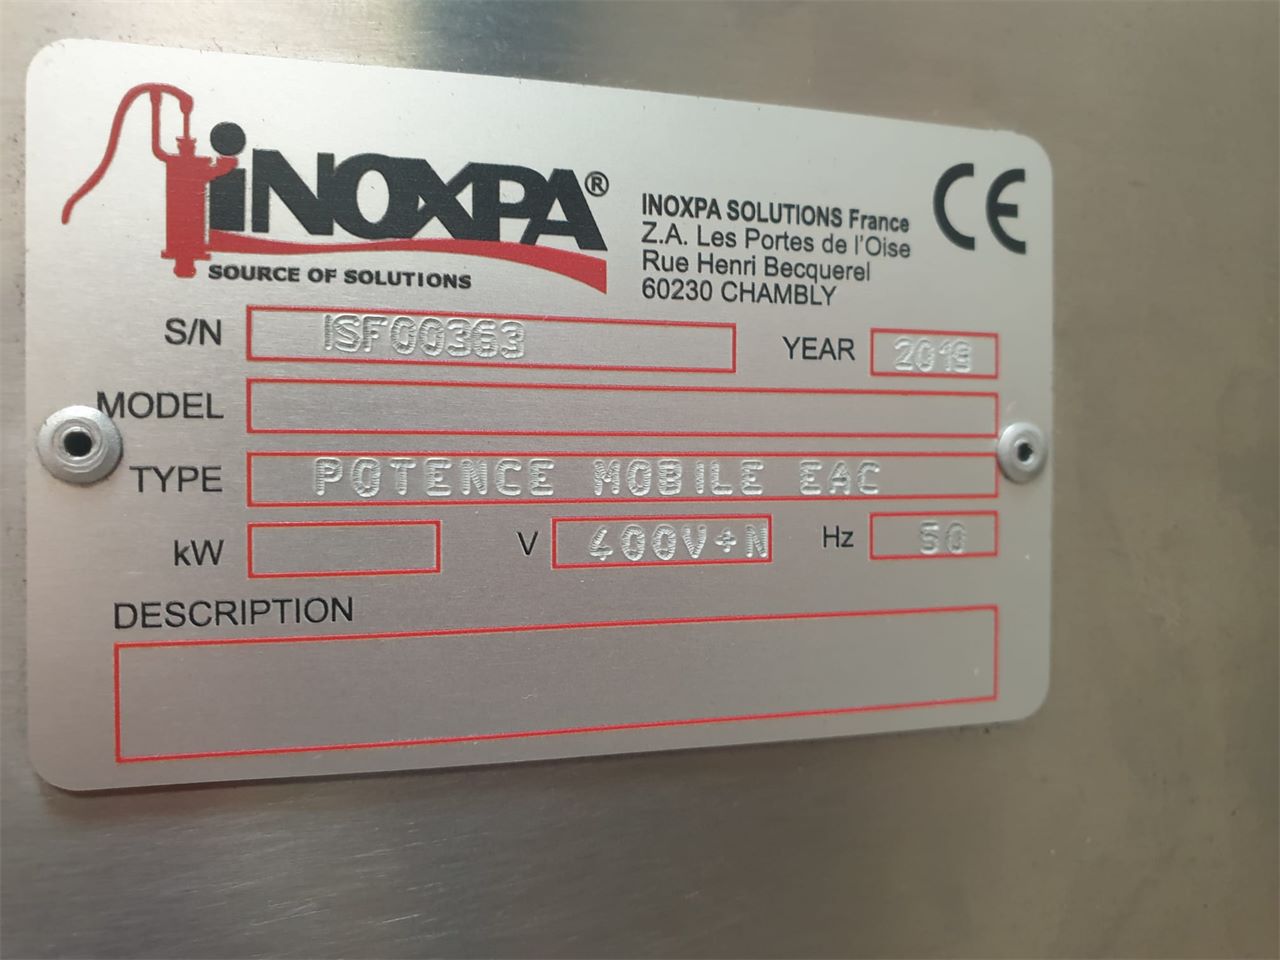 iNOXPA®
SOURCE OF SOLUTIONS
INOXPA SOLUTIONS France
Z.A. Les Portes de l'Oise
Rue Henri Becquerel
60230 CHAMBLY
CE
S/N ISF00363 YEAR 2019
MODEL
TYPE POTENCE MOBILE EAC
kW V 400V+N Hz 50
DESCRIPTION